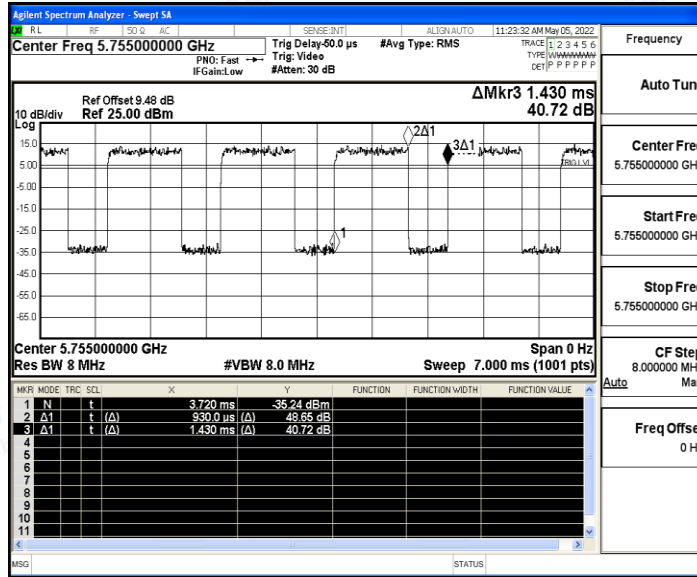 Agilent Spectrum Analyzer - Swept SA
LXI RL RF 50 Ω AC SENSE:INT ALIGNAUTO 11:23:32 AM May 05, 2022
Center Freq 5.755000000 GHz
PNO: Fast
IFGain:Low
Trig Delay-50.0 µs
Trig: Video
#Atten: 30 dB
#Avg Type: RMS
TRACE 1 2 3 4 5 6
TYPE WWWWWW
DET P P P P P P
Ref Offset 9.48 dB
10 dB/div Ref 25.00 dBm
Log
ΔMkr3 1.430 ms
40.72 dB
15.0
5.00
-5.00
-15.0
-25.0
-35.0
-45.0
-55.0
-65.0
2Δ1
3Δ1
TRIG LVL
1
Center 5.755000000 GHz Span 0 Hz
Res BW 8 MHz #VBW 8.0 MHz Sweep 7.000 ms (1001 pts)
MKR MODE TRC SCL X Y FUNCTION FUNCTION WIDTH FUNCTION VALUE
1 N t 3.720 ms -35.24 dBm
2 Δ1 t (Δ) 930.0 µs (Δ) 48.65 dB
3 Δ1 t (Δ) 1.430 ms (Δ) 40.72 dB
4
5
6
7
8
9
10
11
MSG STATUS
Frequency
Auto Tun
Center Fre
5.755000000 GH
Start Fre
5.755000000 GH
Stop Fre
5.755000000 GH
CF Ste
8.000000 MH
Auto Ma
Freq Offse
0 H